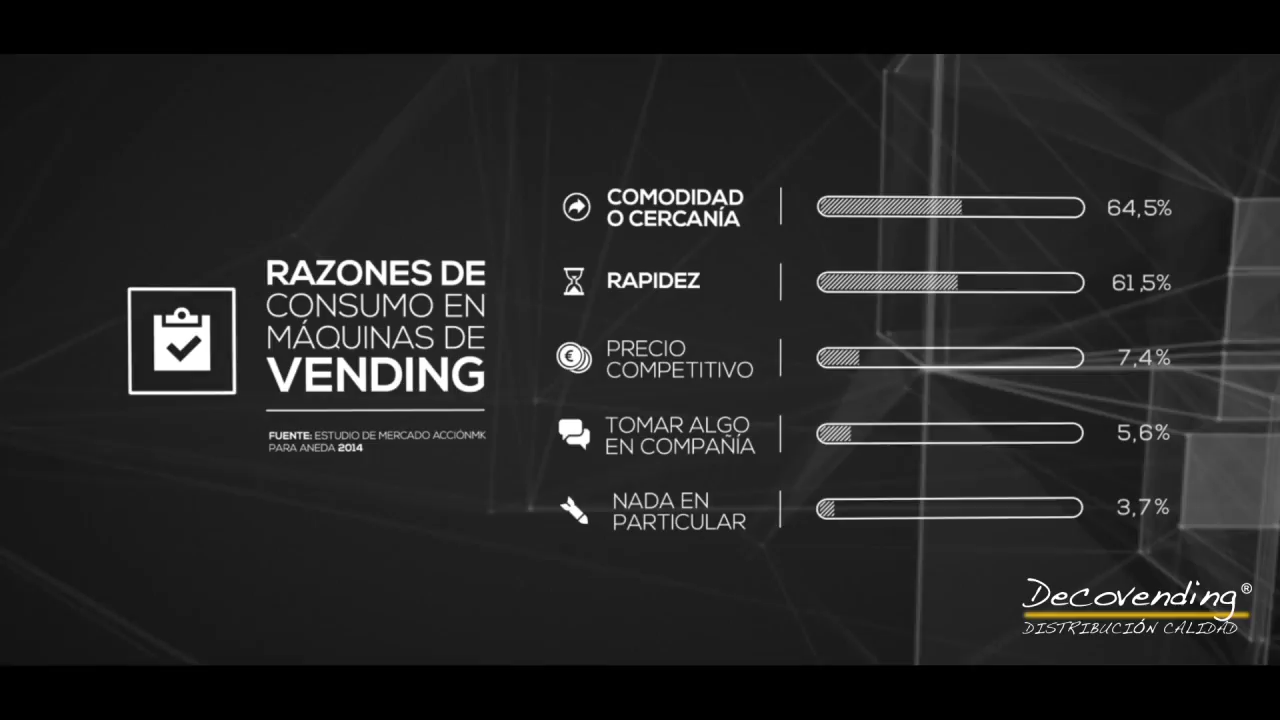 RAZONES DE
CONSUMO EN
MÁQUINAS DE
VENDING
FUENTE: ESTUDIO DE MERCADO ACCIÓNMK
PARA ANEDA 2014
COMODIDAD
O CERCANÍA
64,5%
RAPIDEZ
61,5%
PRECIO
COMPETITIVO
7,4%
TOMAR ALGO
EN COMPAÑÍA
5,6%
NADA EN
PARTICULAR
3,7%
Decovending®
DISTRIBUCIÓN CALIDAD